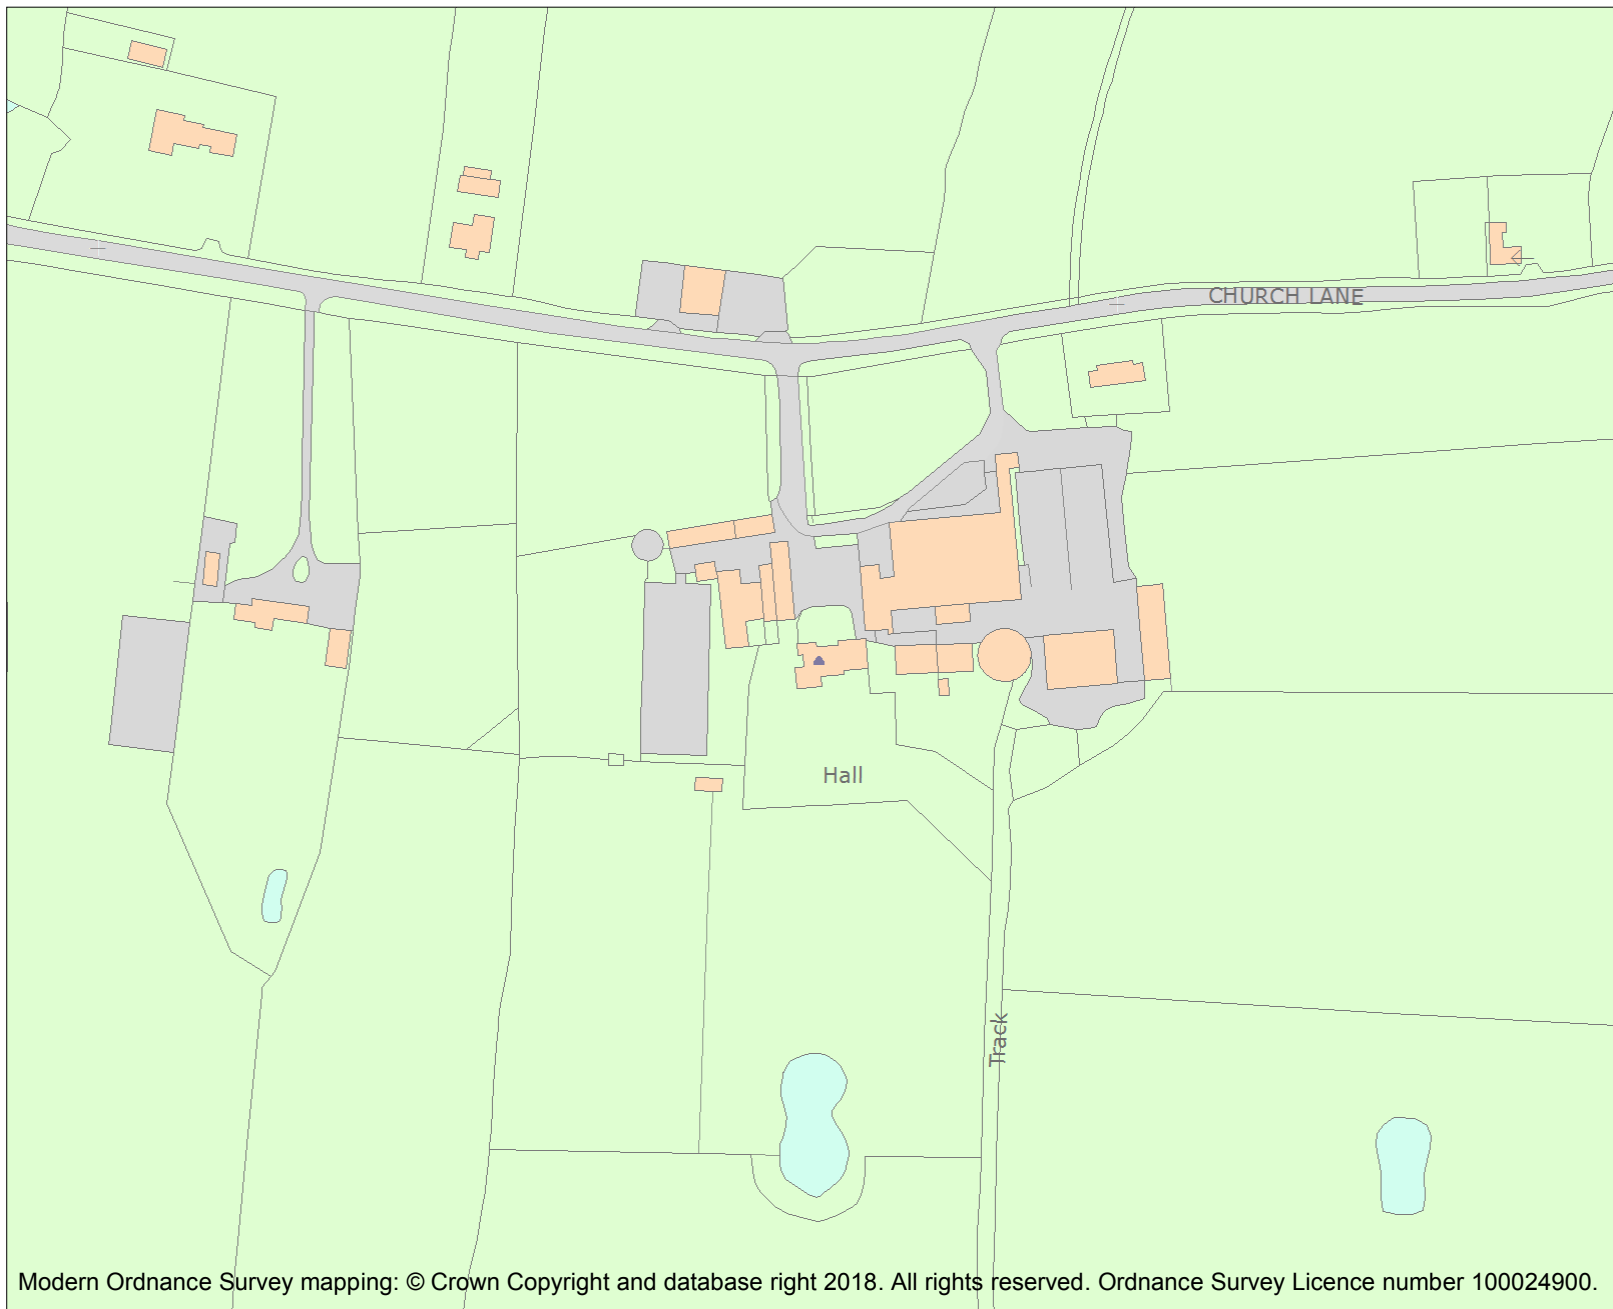 CHURCH LANE
Hall
Track
Modern Ordnance Survey mapping: © Crown Copyright and database right 2018. All rights reserved. Ordnance Survey Licence number 100024900.